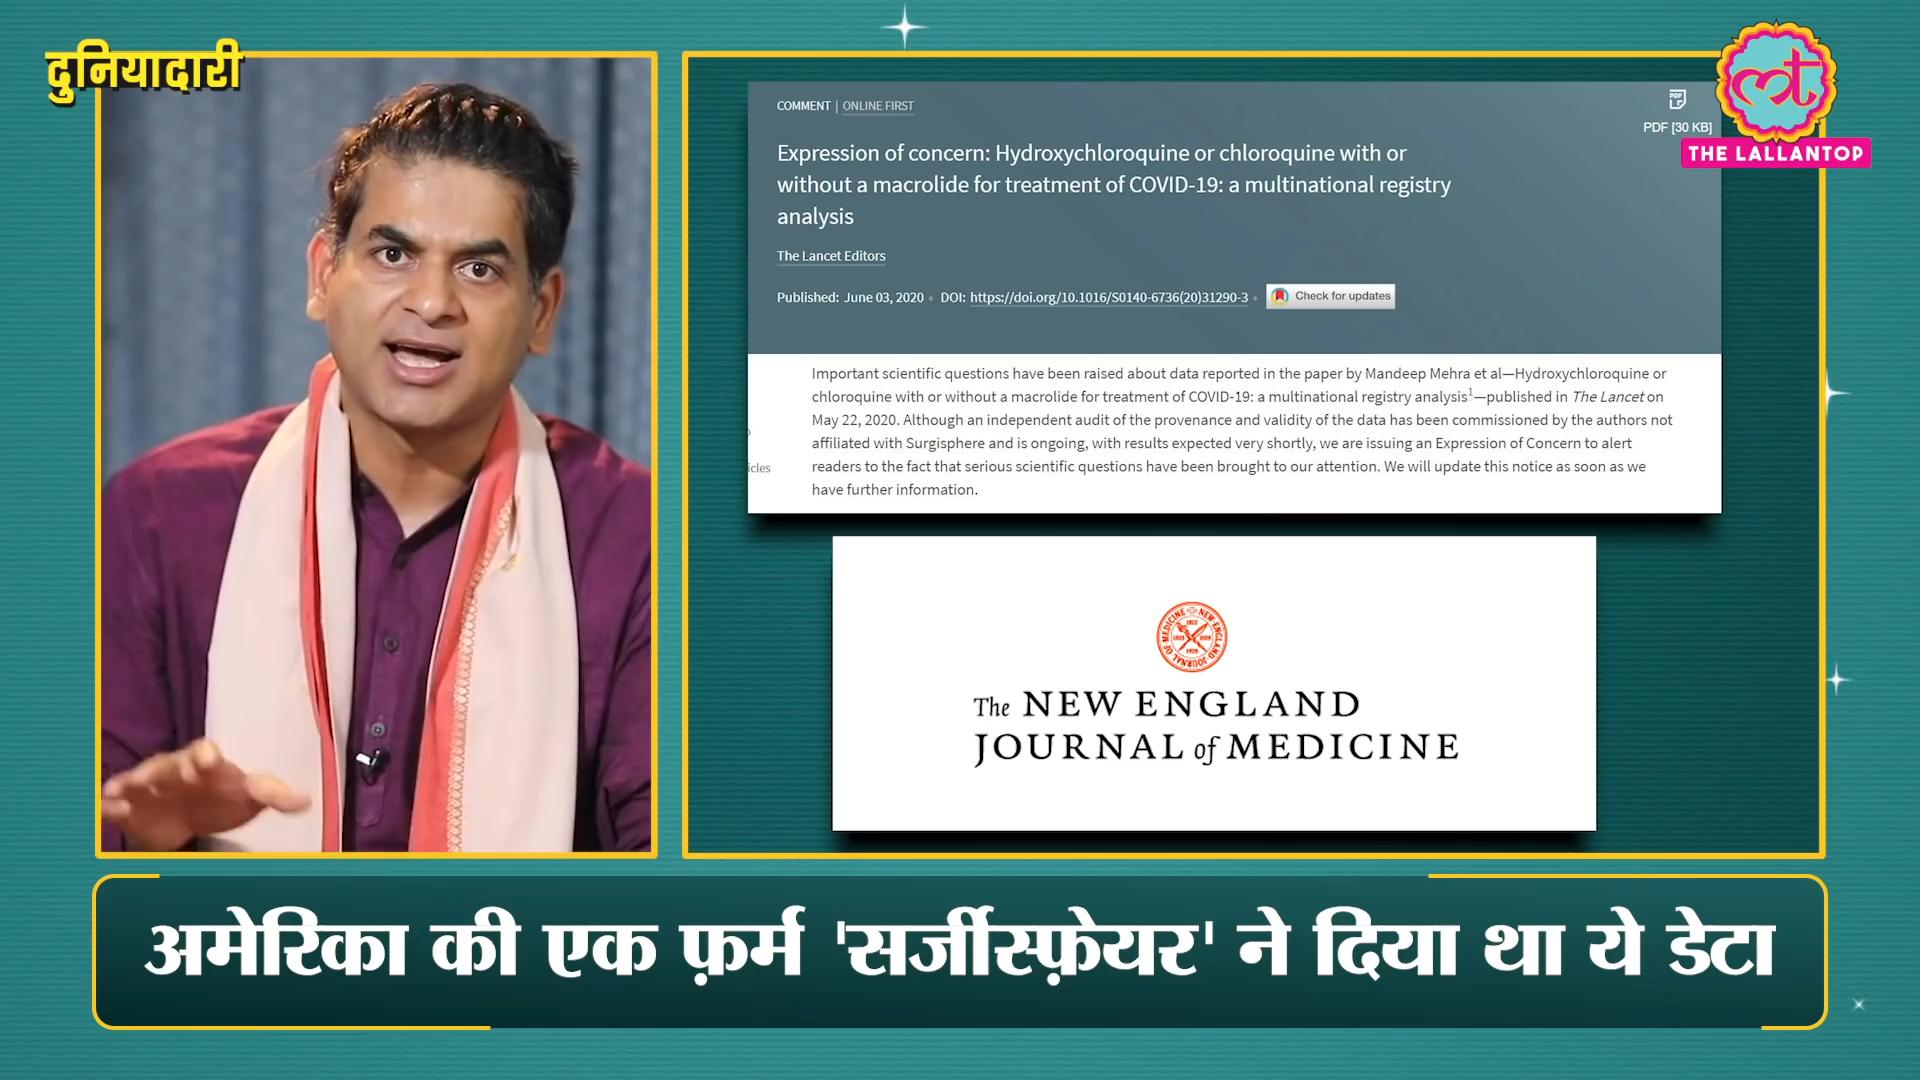 दुनियादारी
COMMENT | ONLINE FIRST
PDF [30 KB]
THE LALLANTOP
Expression of concern: Hydroxychloroquine or chloroquine with or
without a macrolide for treatment of COVID-19: a multinational registry
analysis
The Lancet Editors
Published: June 03, 2020 • DOI: https://doi.org/10.1016/S0140-6736(20)31290-3 • Check for updates
Important scientific questions have been raised about data reported in the paper by Mandeep Mehra et al—Hydroxychloroquine or
chloroquine with or without a macrolide for treatment of COVID-19: a multinational registry analysis1—published in The Lancet on
May 22, 2020. Although an independent audit of the provenance and validity of the data has been commissioned by the authors not
affiliated with Surgisphere and is ongoing, with results expected very shortly, we are issuing an Expression of Concern to alert
readers to the fact that serious scientific questions have been brought to our attention. We will update this notice as soon as we
have further information.
icles
The NEW ENGLAND
JOURNAL of MEDICINE
अमेरिका की एक फ़र्म 'सर्जीस्फ़ेयर' ने दिया था ये डेटा